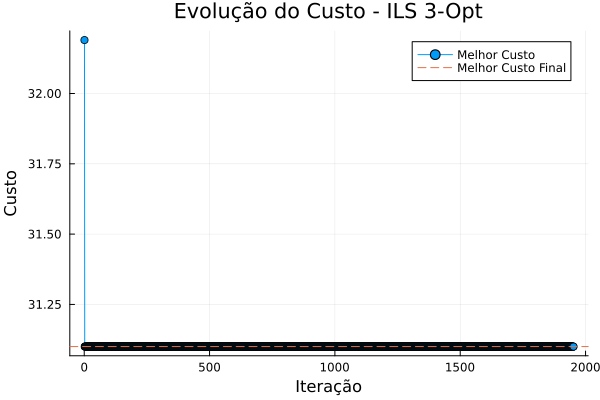 Evolução do Custo - ILS 3-Opt
Melhor Custo
Melhor Custo Final
Custo
32.00
31.75
31.50
31.25
0 500 1000 1500 2000
Iteração